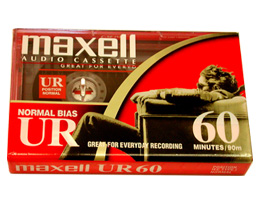 maxell
AUDIO CASSETTE
GREAT FOR EVERYD
UR
POSITION
NORMAL
NORMAL BIAS
UR
60
MINUTES/90m
GREAT FOR EVERYDAY RECORDING
maxell UR 60